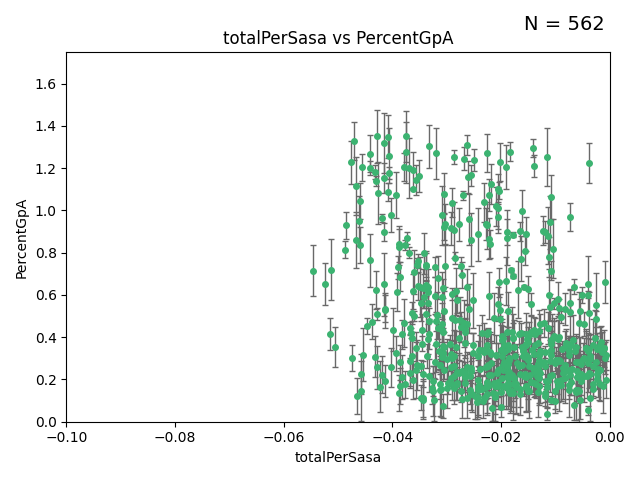 N = 562
totalPerSasa vs PercentGpA
PercentGpA
1.6
1.4
1.2
1.0
0.8
0.6
0.4
0.2
0.0
−0.10 −0.08 −0.06 −0.04 −0.02 0.00
totalPerSasa